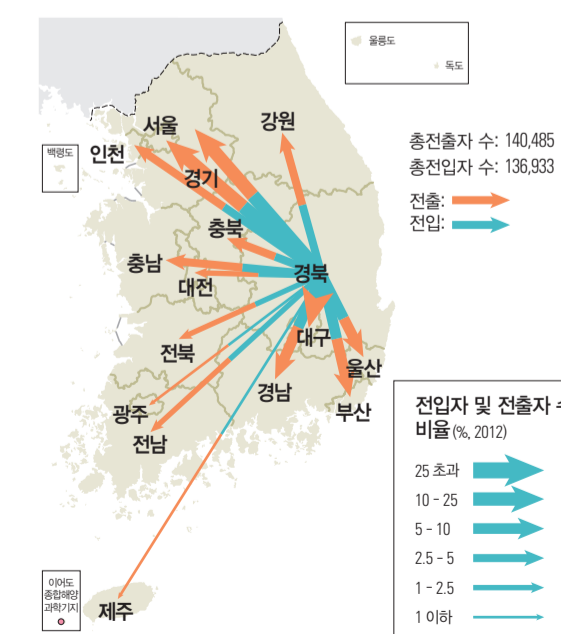 울릉도
독도
서울
강원
백령도
인천
총전출자 수: 140,485
총전입자 수: 136,933
경기
전출:
전입:
충북
충남
경북
대전
대구
전북
울산
경남
부산
광주
전남
전입자 및 전출자 수
비율 (%, 2012)
25 초과
10 - 25
5 - 10
2.5 - 5
1 - 2.5
1 이하
이어도
종합해양
과학기지
제주